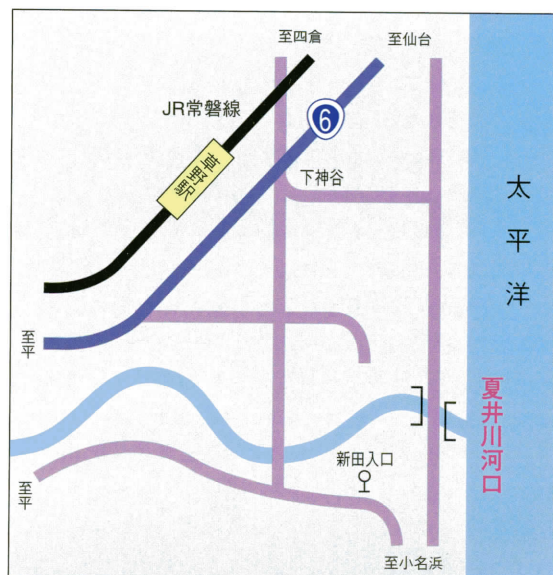 至四倉
至仙台
JR常磐線
6
草野駅
下神谷
太平洋
至平
夏井川河口
新田入口
至平
至小名浜